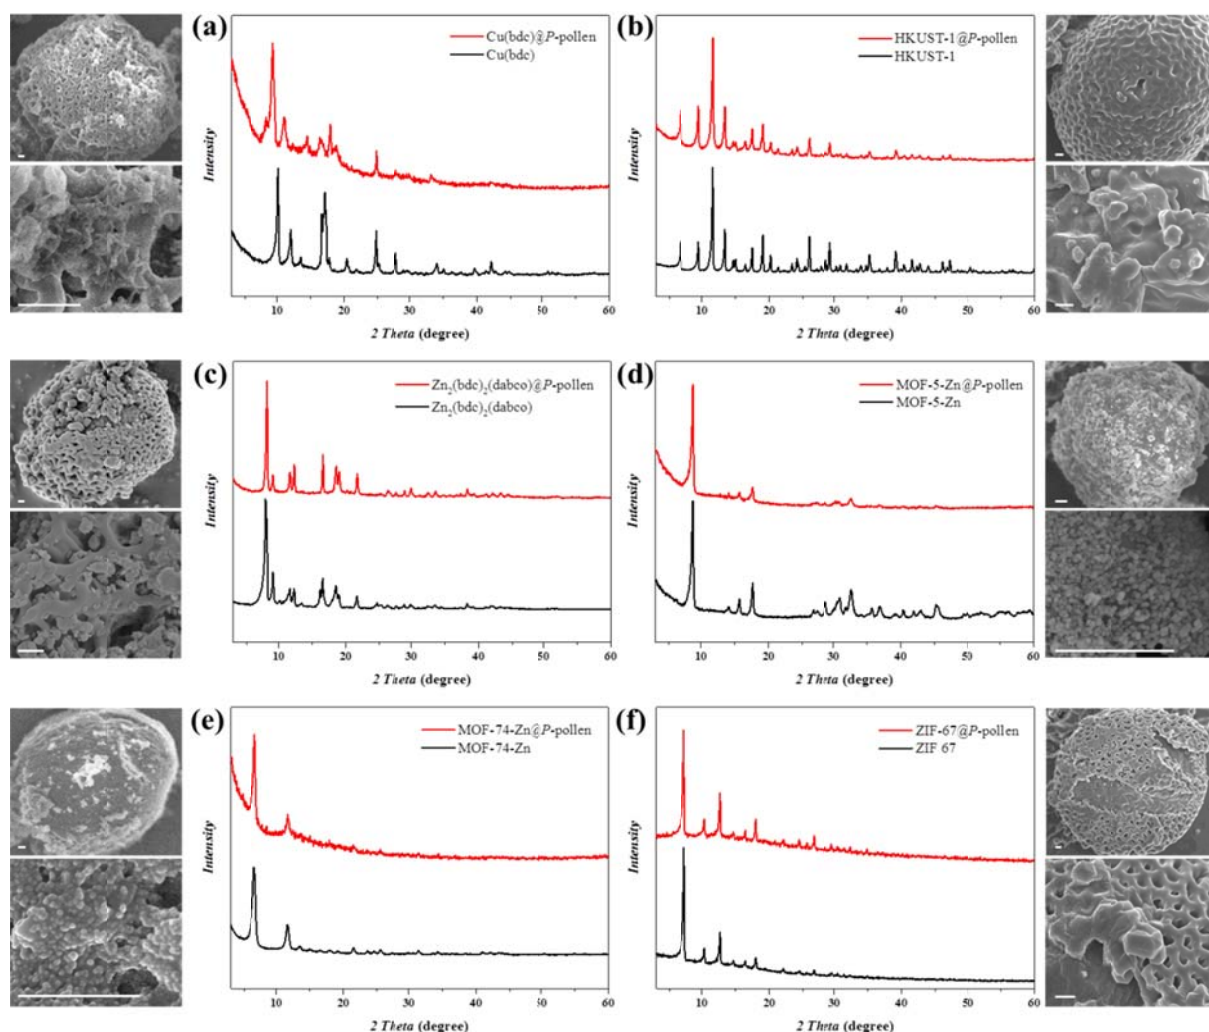 (a)
Cu(bdc)@P-pollen
Cu(bdc)
Intensity
10 20 30 40 50 60
2 Theta (degree)
(b)
HKUST-1@P-pollen
HKUST-1
Intensity
10 20 30 40 50 60
2 Theta (degree)
(c)
Zn2(bdc)2(dabco)@P-pollen
Zn2(bdc)2(dabco)
Intensity
10 20 30 40 50 60
2 Theta (degree)
(d)
MOF-5-Zn@P-pollen
MOF-5-Zn
Intensity
10 20 30 40 50 60
2 Theta (degree)
(e)
MOF-74-Zn@P-pollen
MOF-74-Zn
Intensity
10 20 30 40 50 60
2 Theta (degree)
(f)
ZIF-67@P-pollen
ZIF 67
Intensity
10 20 30 40 50 60
2 Theta (degree)